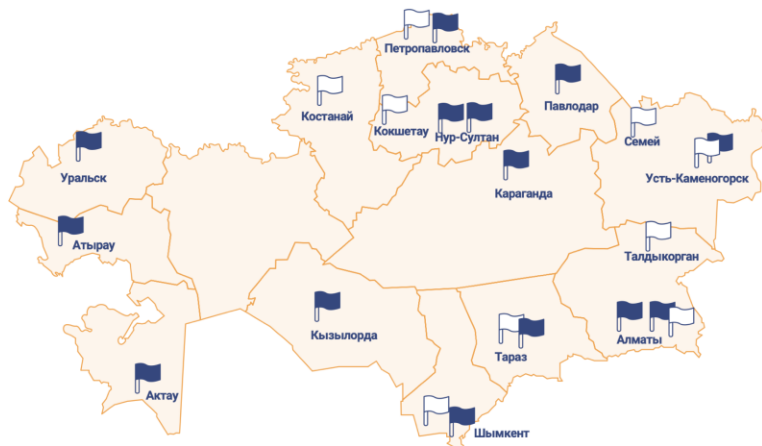 Петропавловск
Костанай
Кокшетау
Нур-Султан
Павлодар
Семей
Усть-Каменогорск
Уральск
Караганда
Атырау
Талдыкорган
Кызылорда
Тараз
Алматы
Актау
Шымкент